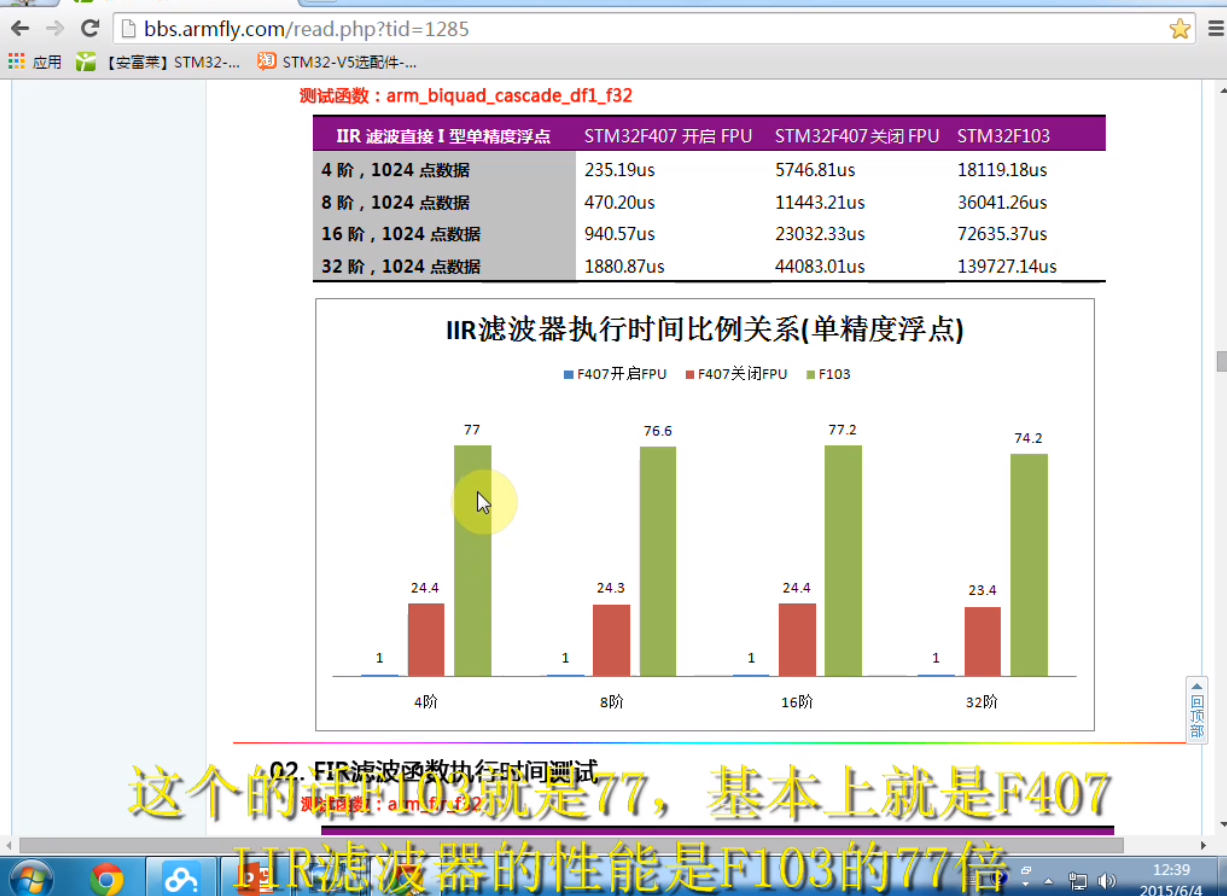 bbs.armfly.com/read.php?tid=1285
应用 【安富莱】STM32-... STM32-V5选配件-...
测试函数：arm_biquad_cascade_df1_f32
IIR 滤波直接 I 型单精度浮点 STM32F407 开启 FPU STM32F407 关闭 FPU STM32F103
4 阶，1024 点数据 235.19us 5746.81us 18119.18us
8 阶，1024 点数据 470.20us 11443.21us 36041.26us
16 阶，1024 点数据 940.57us 23032.33us 72635.37us
32 阶，1024 点数据 1880.87us 44083.01us 139727.14us
IIR滤波器执行时间比例关系(单精度浮点)
F407开启FPU F407关闭FPU F103
77 76.6 77.2 74.2
24.4 24.3 24.4 23.4
1 1 1 1
4阶 8阶 16阶 32阶
回顶部
02. FIR滤波函数执行时间测试
测试函数：arm_fir_f32
这个的话F103就是77，基本上就是F407
IIR滤波器的性能是F103的77倍
12:39
2015/6/4